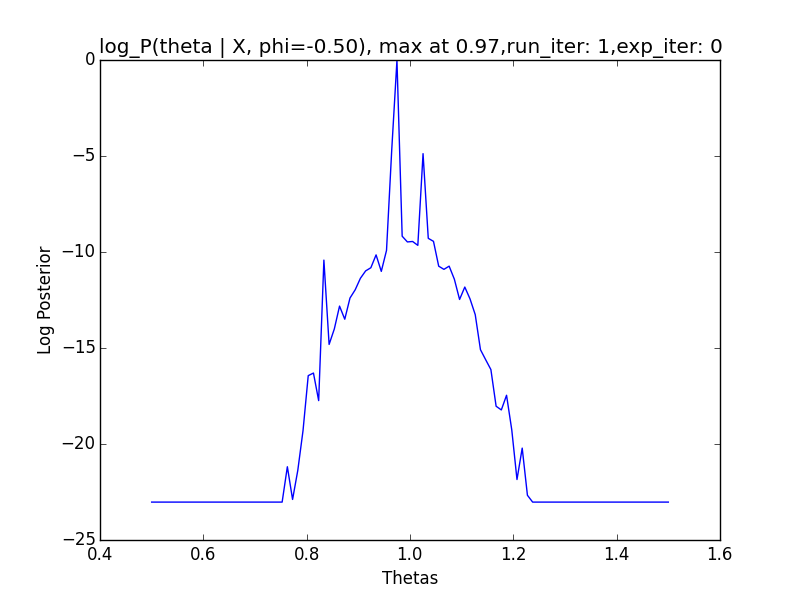 log_P(theta | X, phi=-0.50), max at 0.97,run_iter: 1,exp_iter: 0
0
−5
−10
−15
−20
−25
Log Posterior
0.4 0.6 0.8 1.0 1.2 1.4 1.6
Thetas